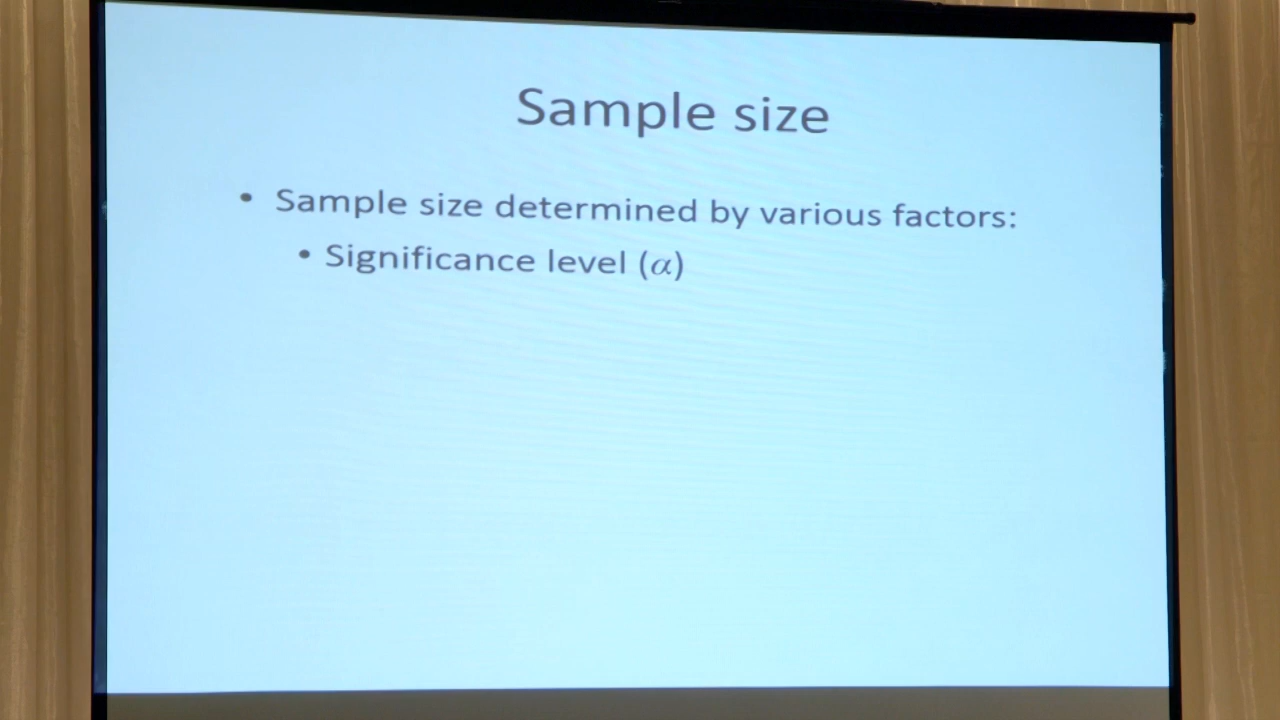 Sample size
• Sample size determined by various factors:
• Significance level (α)